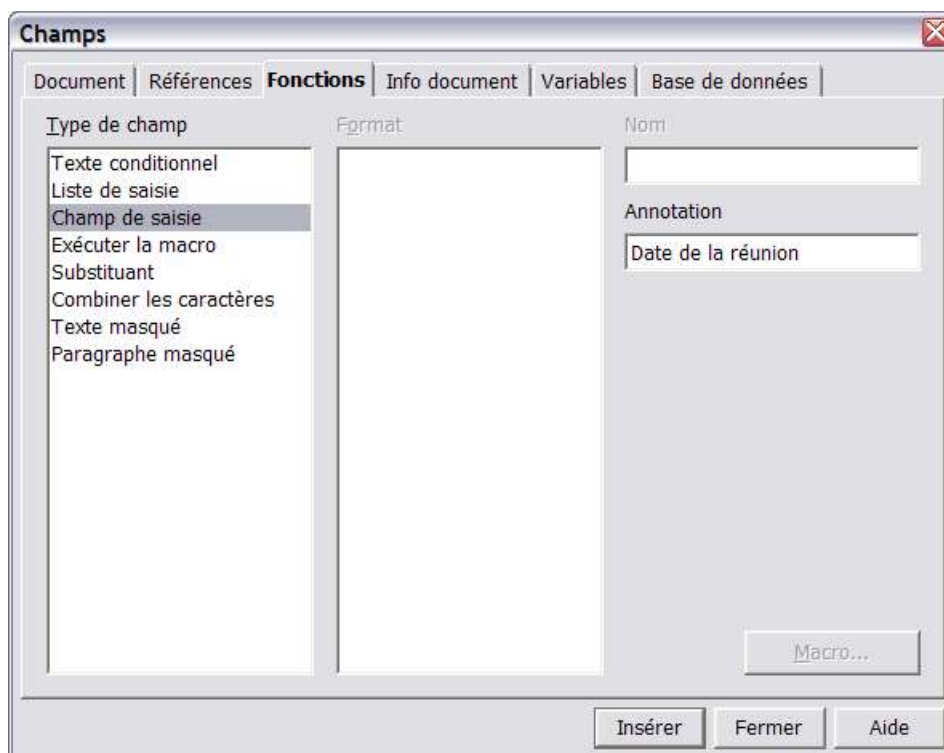 Champs
Document Références Fonctions Info document Variables Base de données
Type de champ
Texte conditionnel
Liste de saisie
Champ de saisie
Exécuter la macro
Substituant
Combiner les caractères
Texte masqué
Paragraphe masqué
Format
Nom
Annotation
Date de la réunion
Macro...
Insérer Fermer Aide